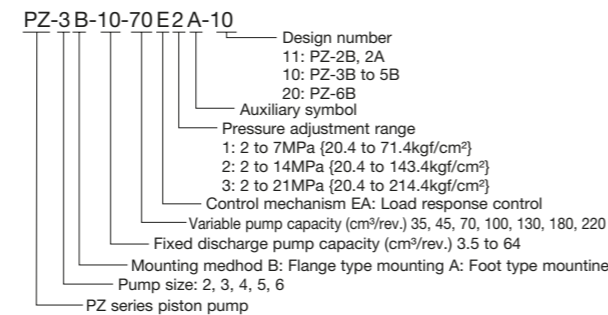 PZ-3 B-10-70 E 2 A-10
Design number
11: PZ-2B, 2A
10: PZ-3B to 5B
20: PZ-6B
Auxiliary symbol
Pressure adjustment range
1: 2 to 7MPa {20.4 to 71.4kgf/cm²}
2: 2 to 14MPa {20.4 to 143.4kgf/cm²}
3: 2 to 21MPa {20.4 to 214.4kgf/cm²}
Control mechanism EA: Load response control
Variable pump capacity (cm³/rev.) 35, 45, 70, 100, 130, 180, 220
Fixed discharge pump capacity (cm³/rev.) 3.5 to 64
Mounting medhod B: Flange type mounting A: Foot type mountine
Pump size: 2, 3, 4, 5, 6
PZ series piston pump